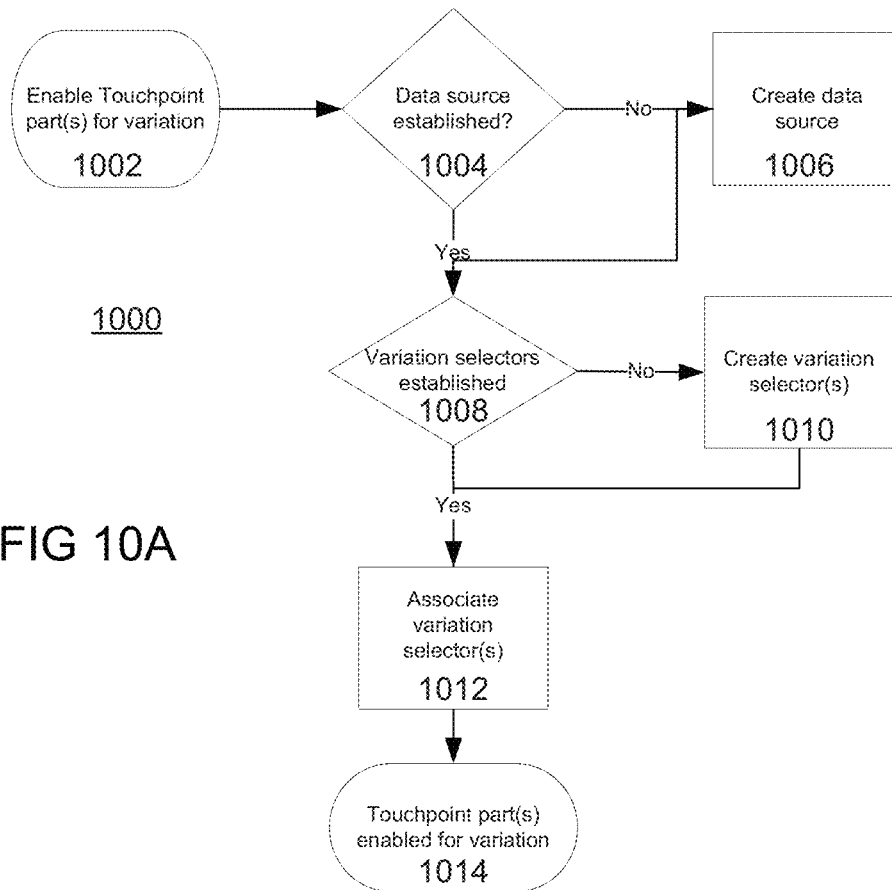 Enable Touchpoint
part(s) for variation
1002
Data source
established?
1004
No
Create data
source
1006
Yes
1000
Variation selectors
established
1008
No
Create variation
selector(s)
1010
Yes
FIG 10A
Associate
variation
selector(s)
1012
Touchpoint part(s)
enabled for variation
1014